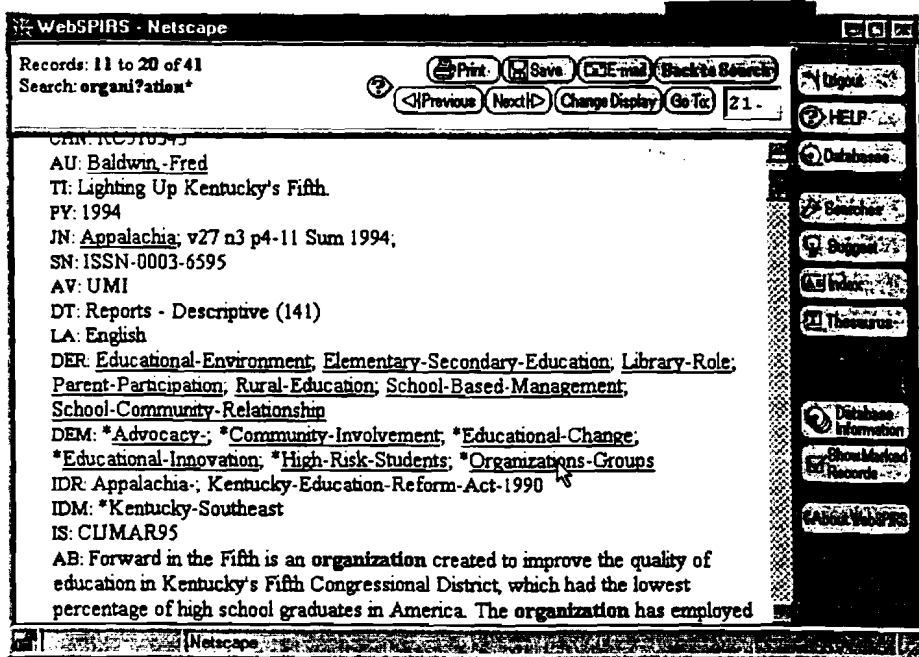 WebSPIRS - Netscape
Records: 11 to 20 of 41
Search: organi?ation*
Print Save E-mail Back to Search
Previous Next Change Display Go To: 21-
Logout
HELP
Databases
Searches
Suggest
Index
Thesaurus
Database
Information
Show Marked
Records
About WebSPIRS
AU: Baldwin,-Fred
TI: Lighting Up Kentucky's Fifth.
PY: 1994
JN: Appalachia; v27 n3 p4-11 Sum 1994;
SN: ISSN-0003-6595
AV: UMI
DT: Reports - Descriptive (141)
LA: English
DER: Educational-Environment; Elementary-Secondary-Education; Library-Role;
Parent-Participation; Rural-Education; School-Based-Management;
School-Community-Relationship
DEM: *Advocacy-; *Community-Involvement; *Educational-Change;
*Educational-Innovation; *High-Risk-Students; *Organizations-Groups
IDR: Appalachia-; Kentucky-Education-Reform-Act-1990
IDM: *Kentucky-Southeast
IS: CIJMAR95
AB: Forward in the Fifth is an organization created to improve the quality of
education in Kentucky's Fifth Congressional District, which had the lowest
percentage of high school graduates in America. The organization has employed
Netscape